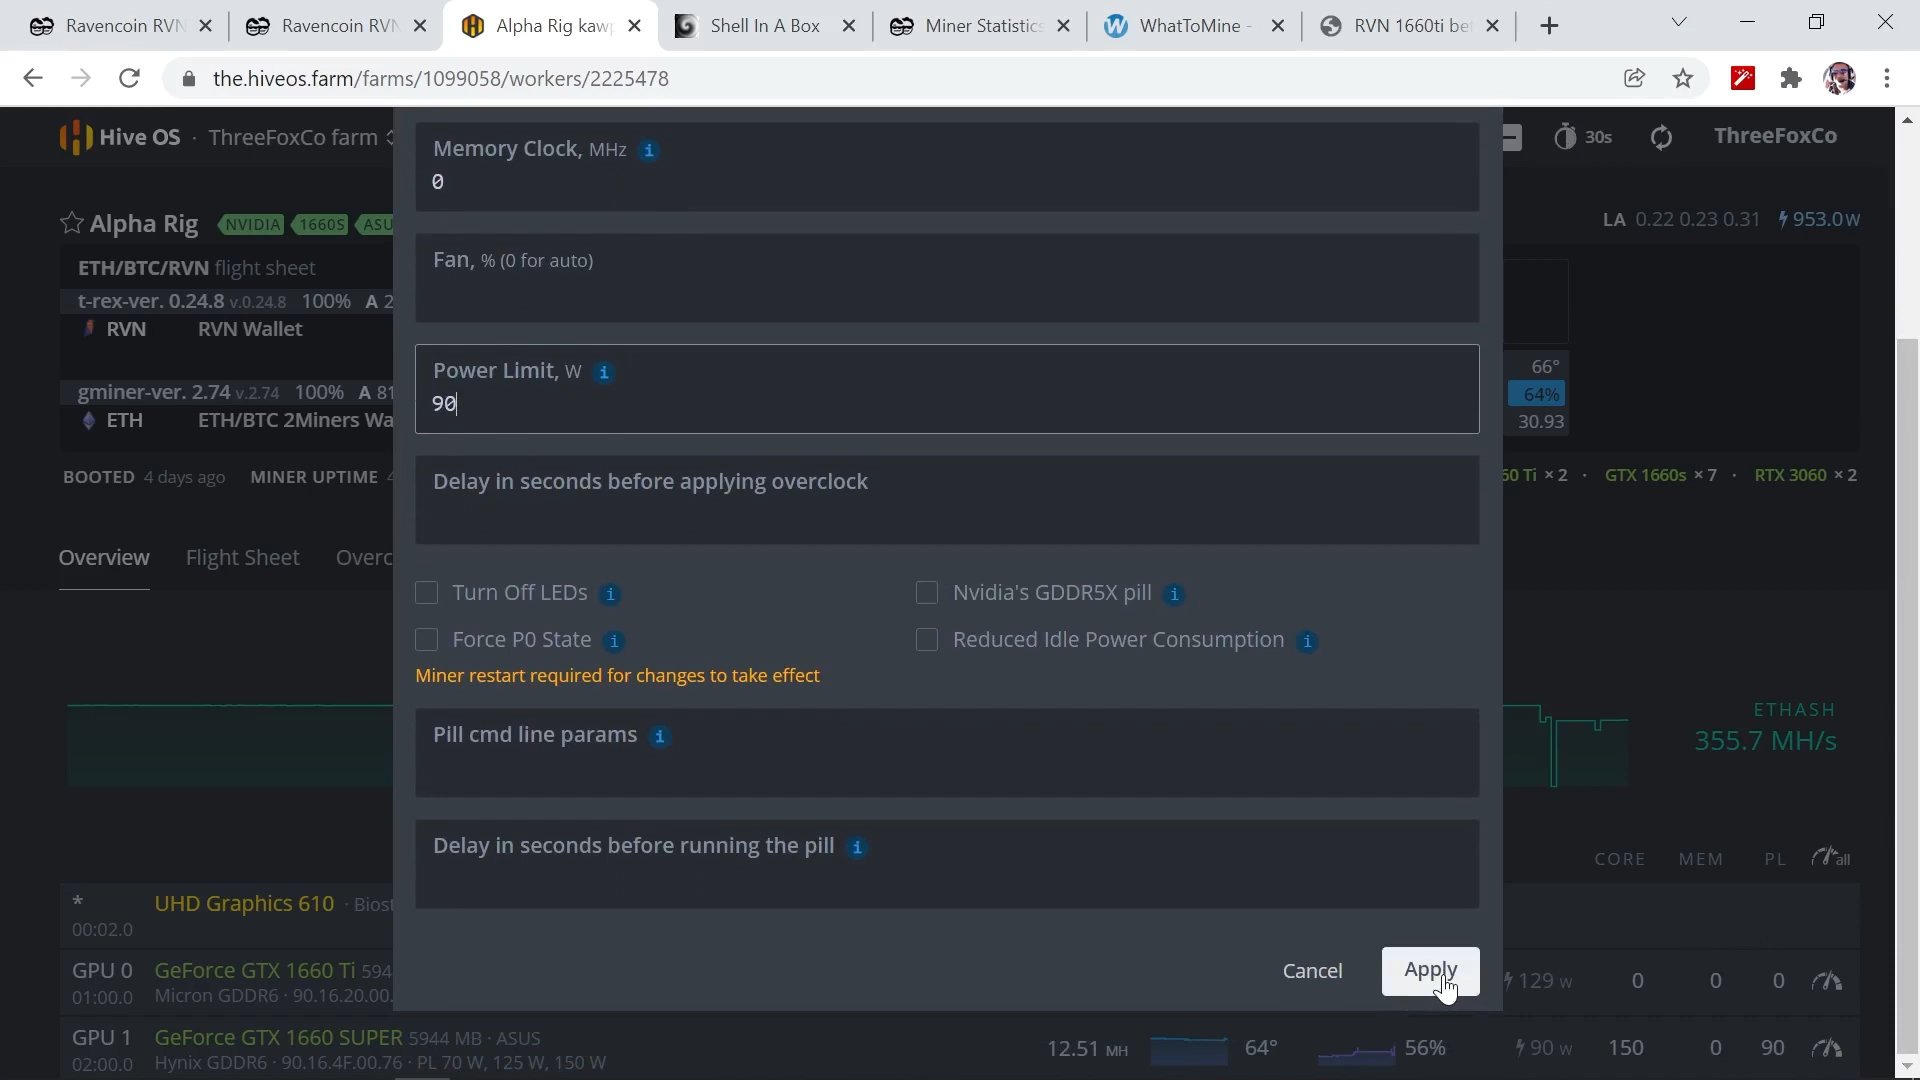 Ravencoin RVN
Ravencoin RVN
Alpha Rig kawp
Shell In A Box
Miner Statistics
WhatToMine -
RVN 1660ti bef
the.hiveos.farm/farms/1099058/workers/2225478
Hive OS · ThreeFoxCo farm
30s
ThreeFoxCo
Memory Clock, MHz i
0
Alpha Rig NVIDIA 1660S ASU
LA 0.22 0.23 0.31 953.0W
ETH/BTC/RVN flight sheet
Fan, % (0 for auto)
t-rex-ver. 0.24.8 v.0.24.8 100% A 2
RVN RVN Wallet
Power Limit, W i
90
66°
64%
30.93
gminer-ver. 2.74 v.2.74 100% A 81
ETH ETH/BTC 2Miners Wa
BOOTED 4 days ago MINER UPTIME 4
Delay in seconds before applying overclock
60 Ti ×2 · GTX 1660s ×7 · RTX 3060 ×2
Overview Flight Sheet Overc
Turn Off LEDs i
Nvidia's GDDR5X pill i
Force P0 State i
Reduced Idle Power Consumption i
Miner restart required for changes to take effect
ETHASH
355.7 MH/s
Pill cmd line params i
Delay in seconds before running the pill i
CORE MEM PL all
* UHD Graphics 610 · Biost
00:02.0
Cancel
Apply
GPU 0 GeForce GTX 1660 Ti 594
129 W 0 0 0
01:00.0 Micron GDDR6 · 90.16.20.00.
GPU 1 GeForce GTX 1660 SUPER 5944 MB · ASUS
12.51 MH 64° 56% 90 W 150 0 90
02:00.0 Hynix GDDR6 · 90.16.4F.00.76 · PL 70 W, 125 W, 150 W